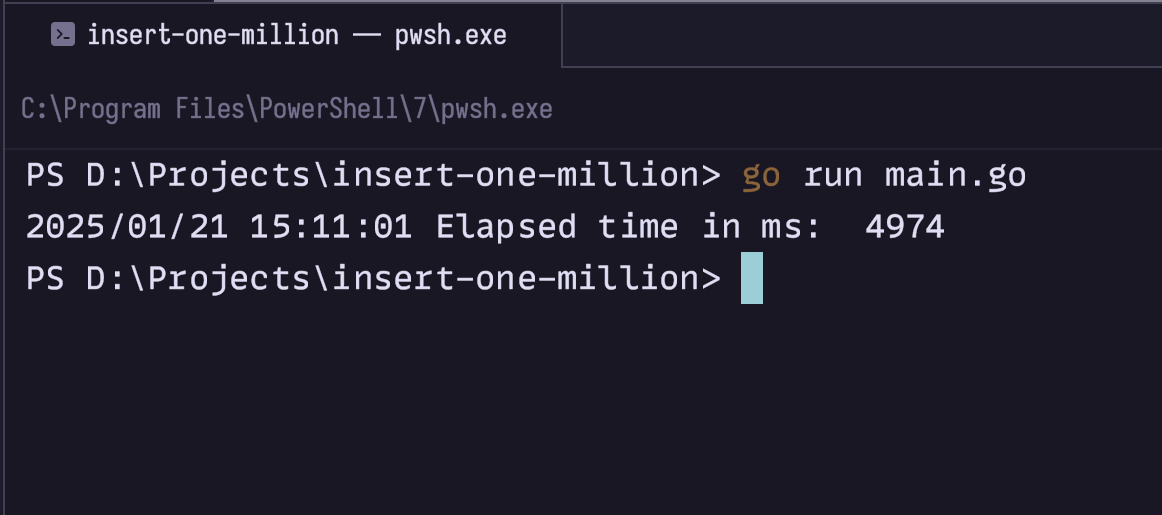 insert-one-million — pwsh.exe
C:\Program Files\PowerShell\7\pwsh.exe
PS D:\Projects\insert-one-million> go run main.go
2025/01/21 15:11:01 Elapsed time in ms:  4974
PS D:\Projects\insert-one-million>